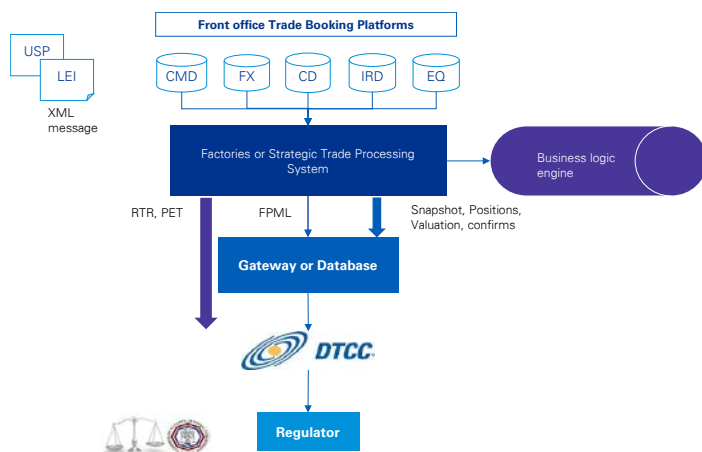 Front office Trade Booking Platforms
USP
LEI
XML
message
CMD
FX
CD
IRD
EQ
Factories or Strategic Trade Processing
System
Business logic
engine
RTR, PET
FPML
Snapshot, Positions,
Valuation, confirms
Gateway or Database
DTCC
Regulator